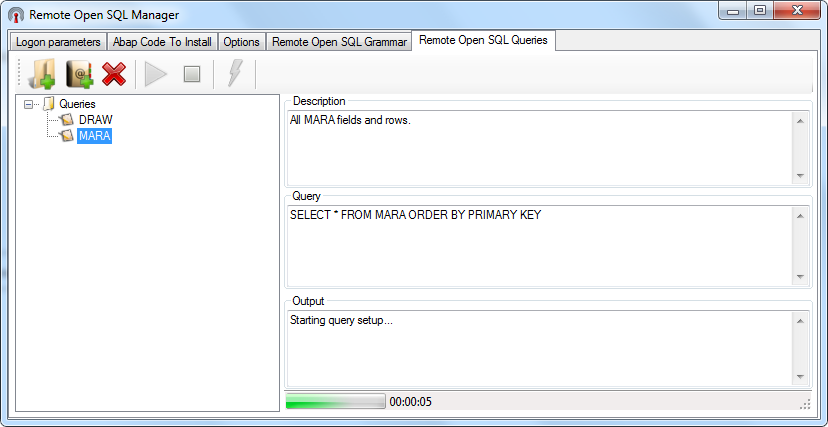 Remote Open SQL Manager
Logon parameters Abap Code To Install Options Remote Open SQL Grammar Remote Open SQL Queries
Queries
DRAW
MARA
Description
All MARA fields and rows.
Query
SELECT * FROM MARA ORDER BY PRIMARY KEY
Output
Starting query setup...
00:00:05